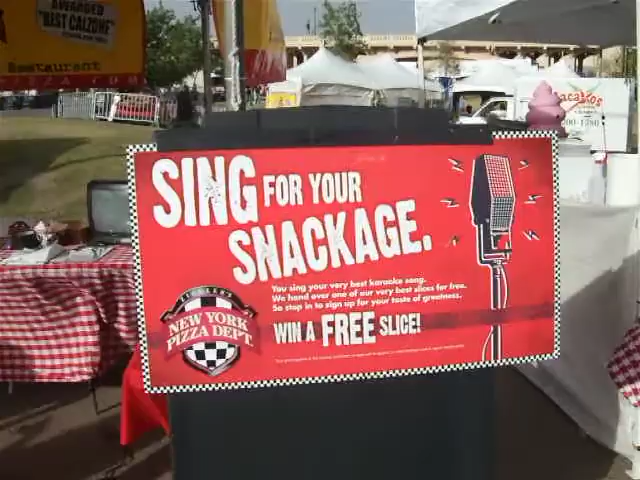 AWARDED
"BEST CALZONE"
Restaurant
SING FOR YOUR
SNACKAGE.
You sing your very best karaoke song.
We hand over one of our very best slices for free.
So stop in to sign up for your taste of greatness.
NEW YORK
PIZZA DEPT.
WIN A FREE SLICE!